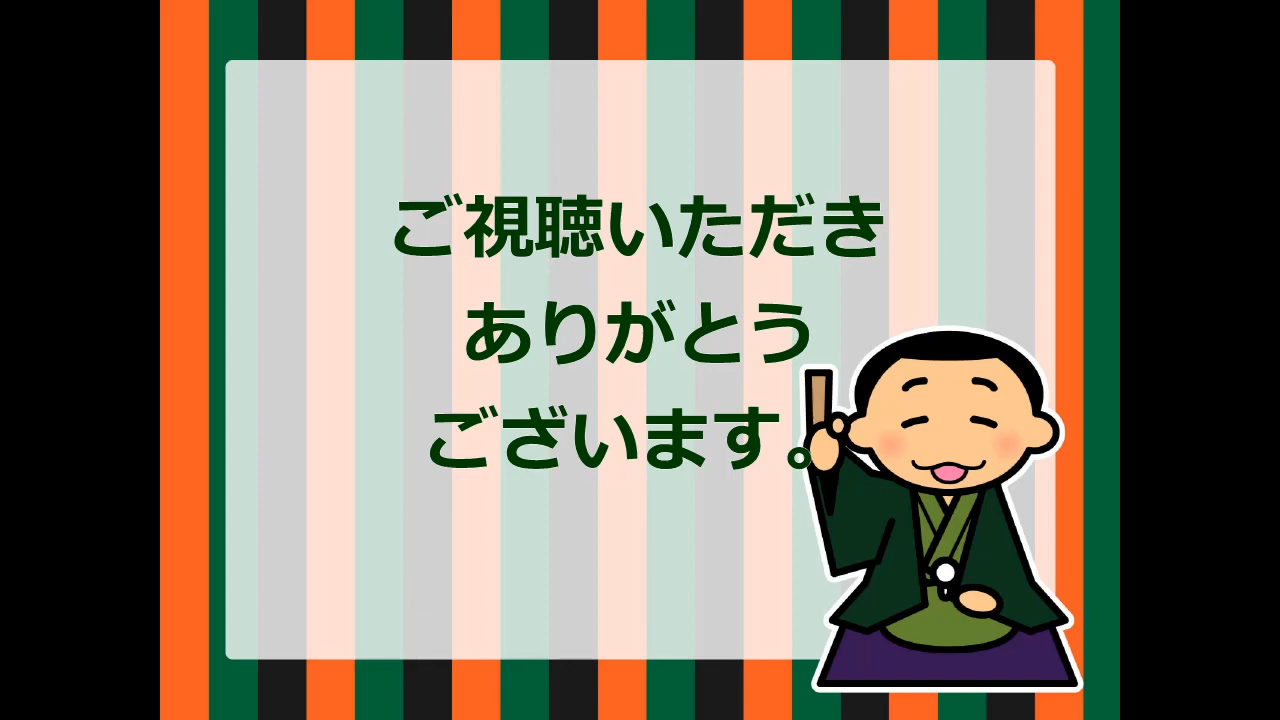 ご視聴いただき
ありがとう
ございます。